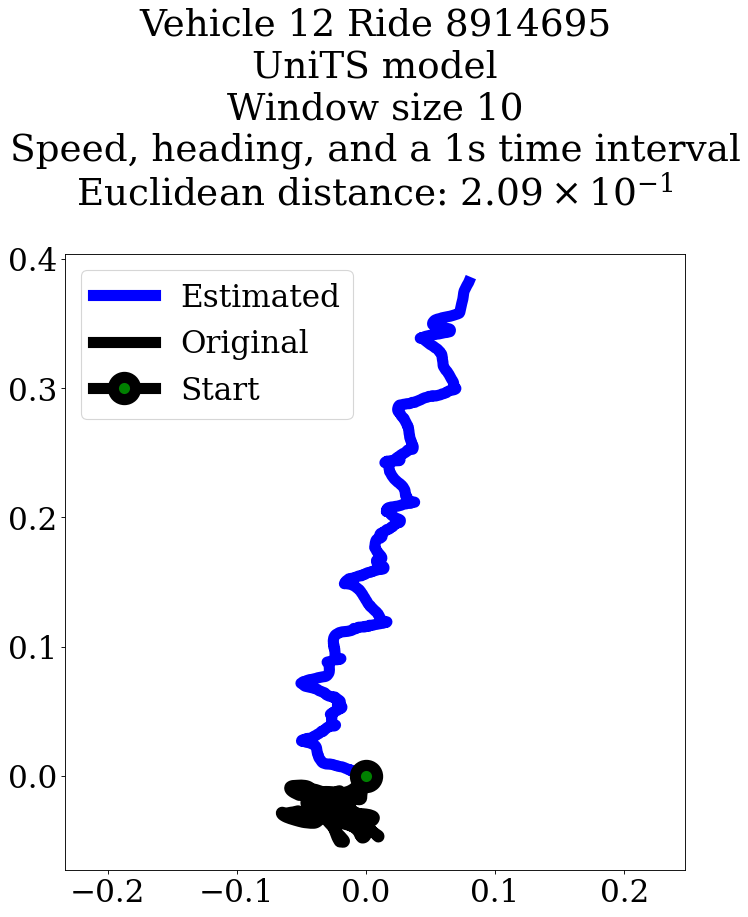 Vehicle 12 Ride 8914695
UniTS model
Window size 10
Speed, heading, and a 1s time interval
Euclidean distance: 2.09 × 10⁻¹
0.4
Estimated
Original
Start
0.3
0.2
0.1
0.0
−0.2 −0.1 0.0 0.1 0.2